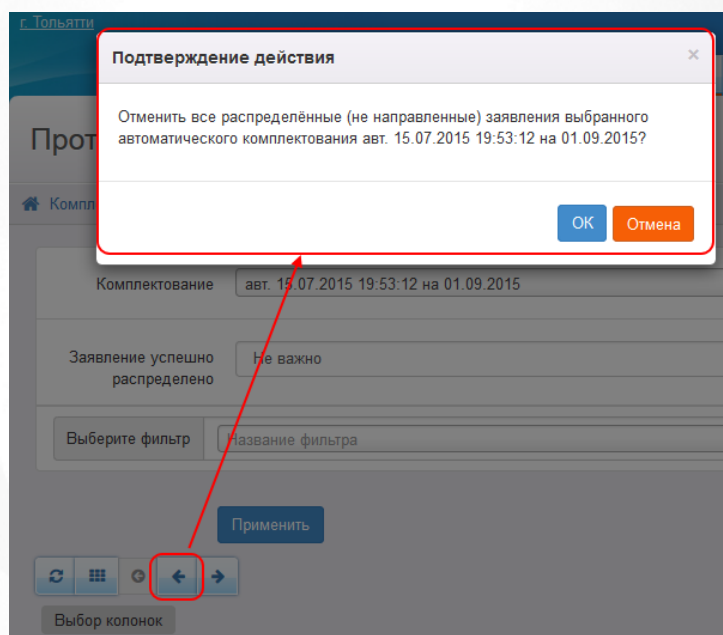 г. Тольятти
Подтверждение действия
×
Отменить все распределённые (не направленные) заявления выбранного
автоматического комплектования авт. 15.07.2015 19:53:12 на 01.09.2015?
ОК Отмена
Прот
Компл
Комплектование авт. 15.07.2015 19:53:12 на 01.09.2015
Заявление успешно
распределено
Не важно
Выберите фильтр Название фильтра
Применить
Выбор колонок